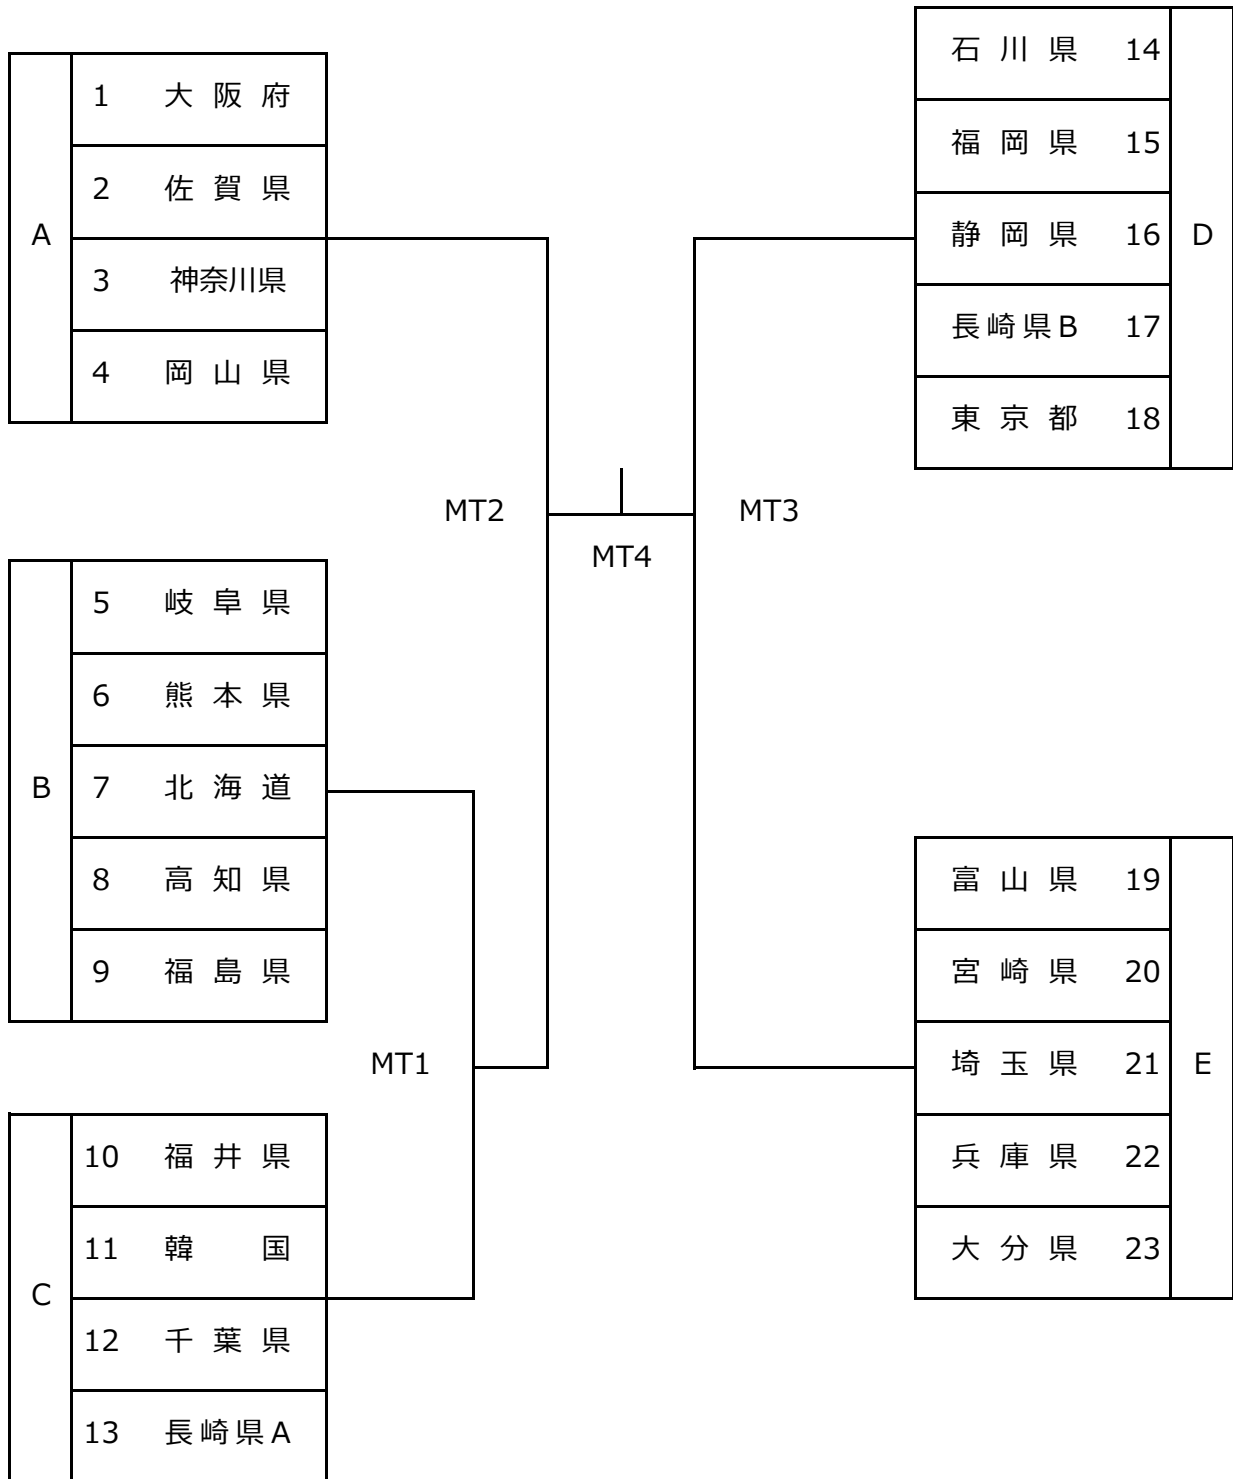 A
1 大阪府
2 佐賀県
3 神奈川県
4 岡山県
B
5 岐阜県
6 熊本県
7 北海道
8 高知県
9 福島県
C
10 福井県
11 韓国
12 千葉県
13 長崎県A
MT1
MT2
MT4
MT3
石川県 14
福岡県 15
静岡県 16
長崎県B 17
東京都 18
D
富山県 19
宮崎県 20
埼玉県 21
兵庫県 22
大分県 23
E